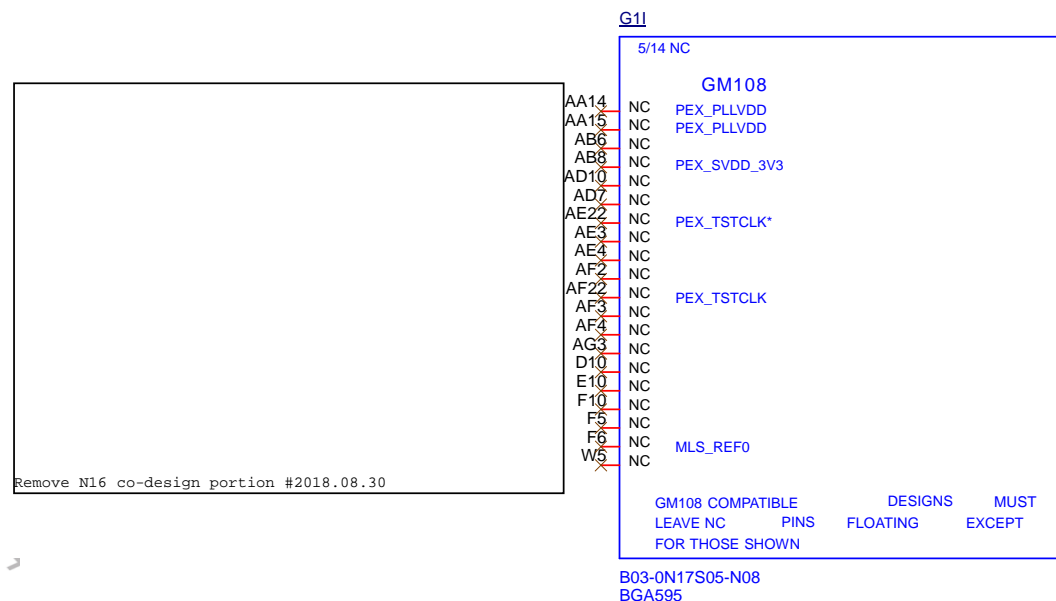 G1I
5/14 NC
GM108
AA14 NC PEX_PLLVDD
AA15 NC PEX_PLLVDD
AB6 NC
AB8 NC PEX_SVDD_3V3
AD10 NC
AD7 NC
AE22 NC PEX_TSTCLK*
AE3 NC
AE4 NC
AF2 NC
AF22 NC PEX_TSTCLK
AF3 NC
AF4 NC
AG3 NC
D10 NC
E10 NC
F10 NC
F5 NC
F6 NC MLS_REF0
W5 NC
Remove N16 co-design portion #2018.08.30
GM108 COMPATIBLE DESIGNS MUST
LEAVE NC PINS FLOATING EXCEPT
FOR THOSE SHOWN
B03-0N17S05-N08
BGA595